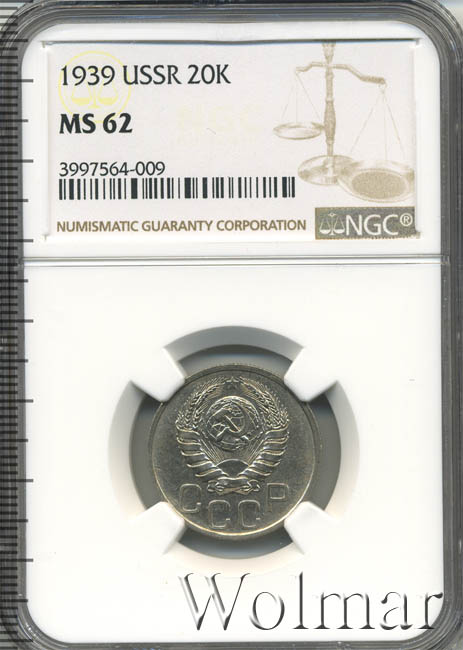 1939 USSR 20K
MS 62
3997564-009
NUMISMATIC GUARANTY CORPORATION
NGC®
СССР
Wolmar